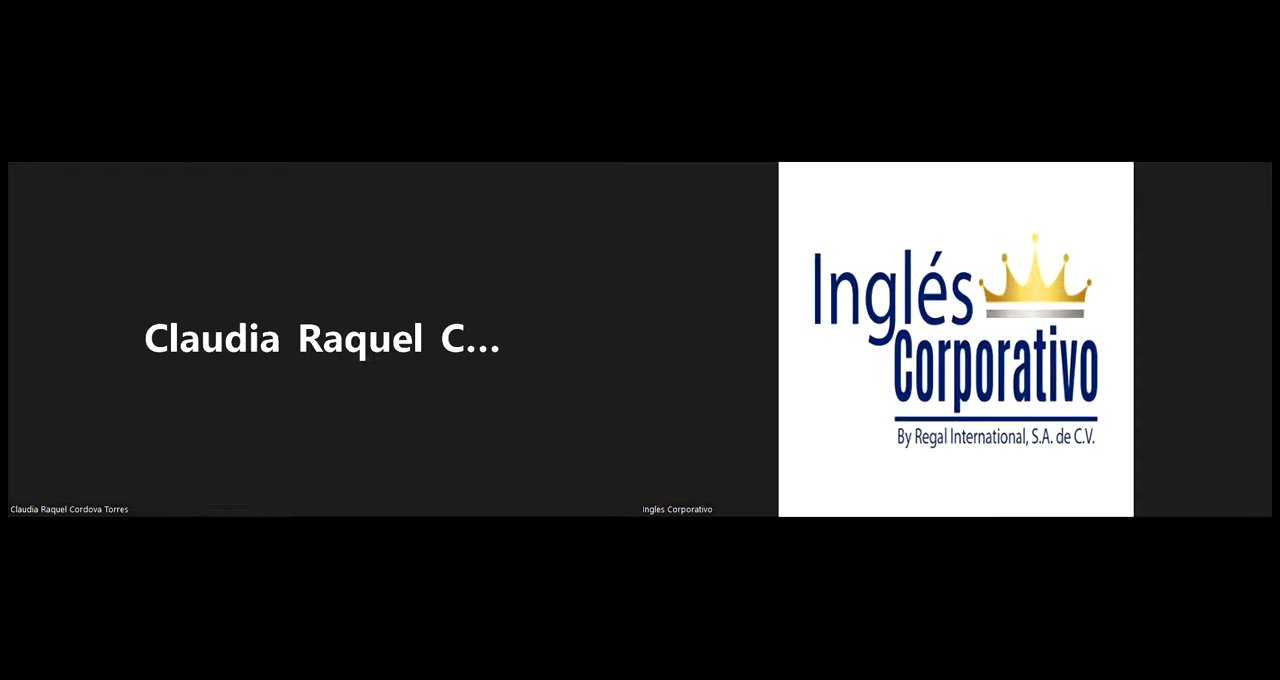 Claudia Raquel C...
Claudia Raquel Cordova Torres
Inglés
Corporativo
By Regal International, S.A. de C.V.
Ingles Corporativo